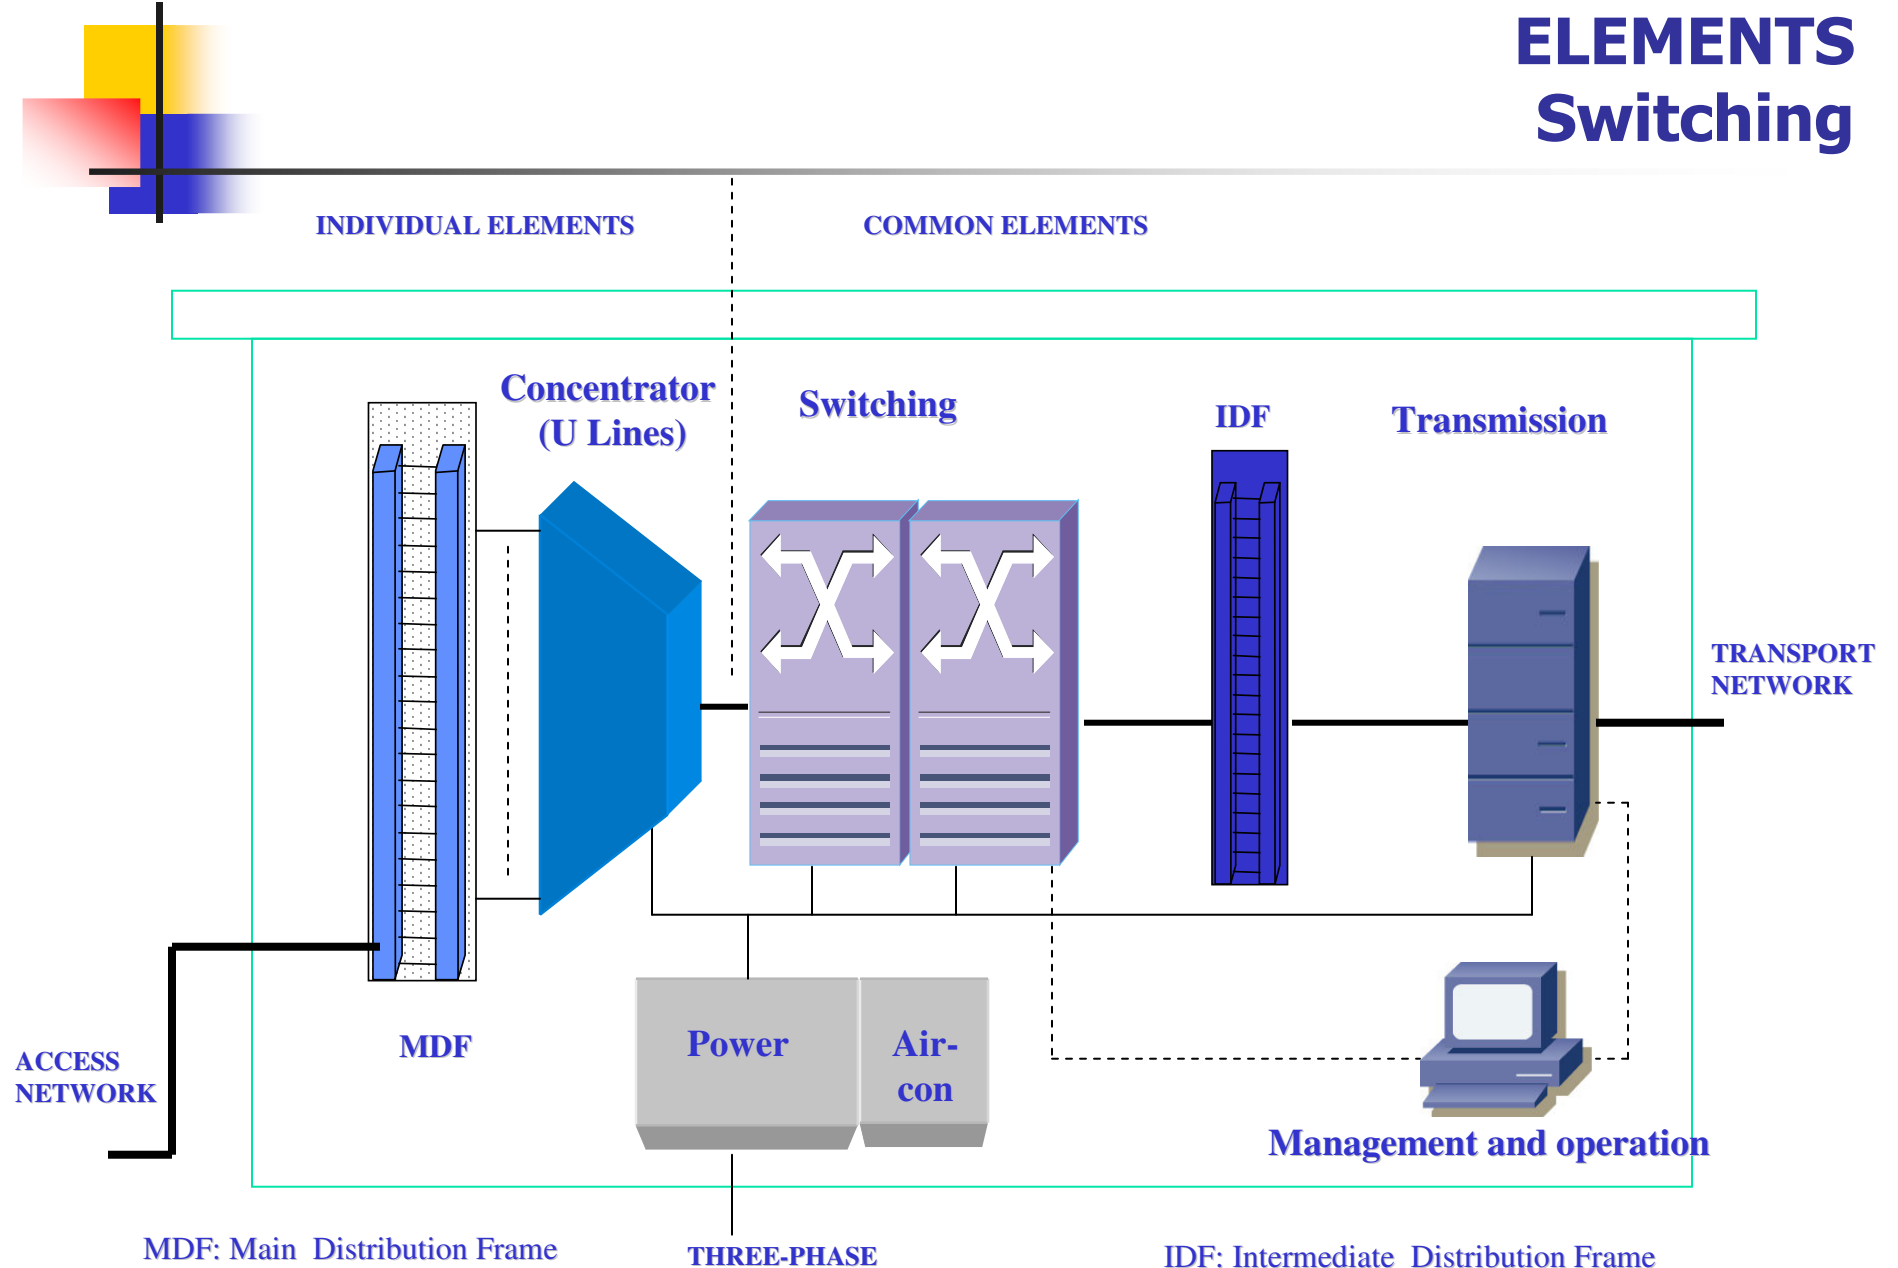 ELEMENTS
Switching
INDIVIDUAL ELEMENTS
COMMON ELEMENTS
Concentrator
(U Lines)
Switching
IDF
Transmission
TRANSPORT
NETWORK
MDF
ACCESS
NETWORK
Power
Air-
con
Management and operation
MDF: Main  Distribution Frame
THREE-PHASE
IDF: Intermediate  Distribution Frame